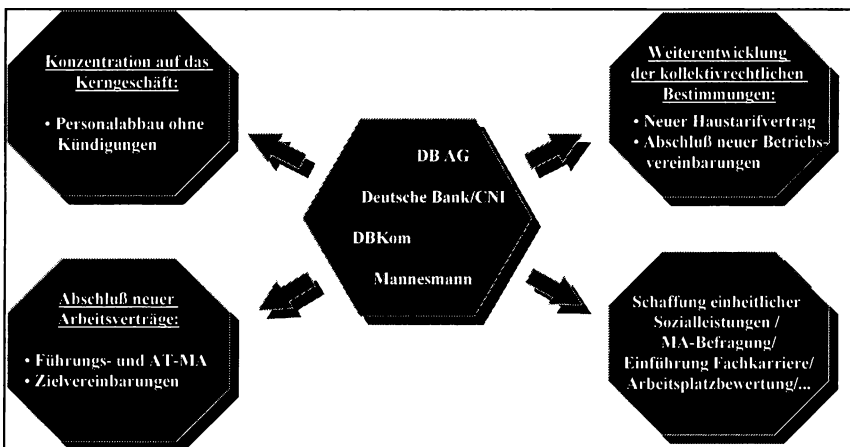 Konzentration auf das
Kerngeschäft:
• Personalabbau ohne
Kündigungen
Weiterentwicklung
der kollektivrechtlichen
Bestimmungen:
• Neuer Haustarifvertrag
• Abschluß neuer Betriebs-
vereinbarungen
DB AG
Deutsche Bank/CNI
DBKom
Mannesmann
Abschluß neuer
Arbeitsverträge:
• Führungs- und AT-MA
• Zielvereinbarungen
Schaffung einheitlicher
Sozialleistungen /
MA-Befragung/
Einführung Fachkarriere/
Arbeitsplatzbewertung/...